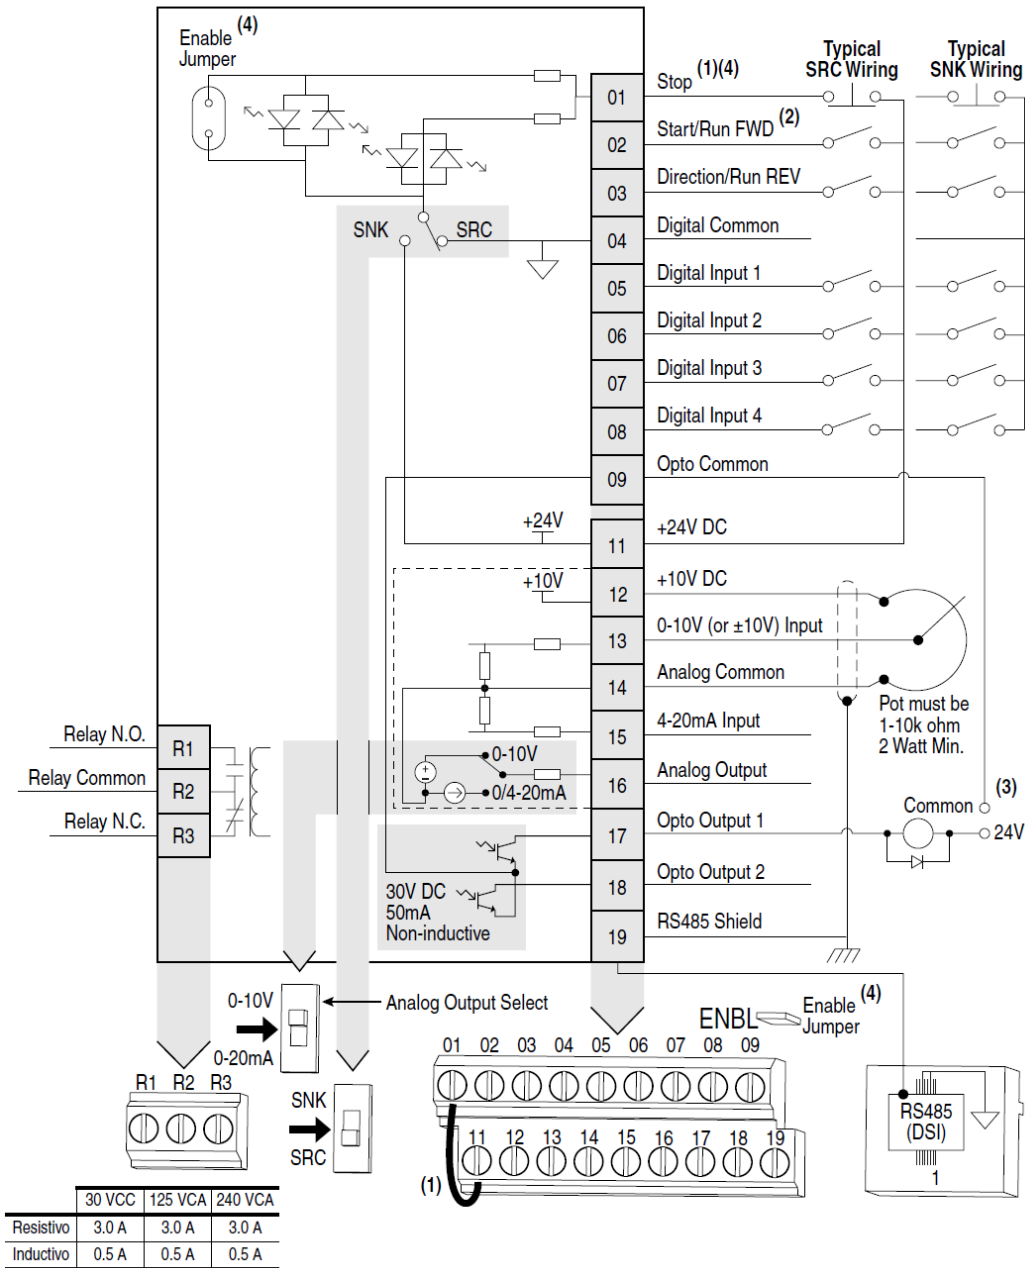 Enable (4)
Jumper
Typical
SRC Wiring
Typical
SNK Wiring
01
Stop (1)(4)
02
Start/Run FWD (2)
03
Direction/Run REV
SNK
SRC
04
Digital Common
05
Digital Input 1
06
Digital Input 2
07
Digital Input 3
08
Digital Input 4
09
Opto Common
+24V
11
+24V DC
+10V
12
+10V DC
13
0-10V (or ±10V) Input
14
Analog Common
Pot must be
1-10k ohm
2 Watt Min.
15
4-20mA Input
Relay N.O.
R1
Relay Common
R2
Relay N.C.
R3
0-10V
+
−
0/4-20mA
16
Analog Output
17
Opto Output 1
Common
(3)
24V
18
Opto Output 2
30V DC
50mA
Non-inductive
19
RS485 Shield
0-10V
0-20mA
Analog Output Select
ENBL
Enable (4)
Jumper
R1 R2 R3
SNK
SRC
01 02 03 04 05 06 07 08 09
11 12 13 14 15 16 17 18 19
(1)
RS485
(DSI)
1
30 VCC 125 VCA 240 VCA
Resistivo 3.0 A 3.0 A 3.0 A
Inductivo 0.5 A 0.5 A 0.5 A